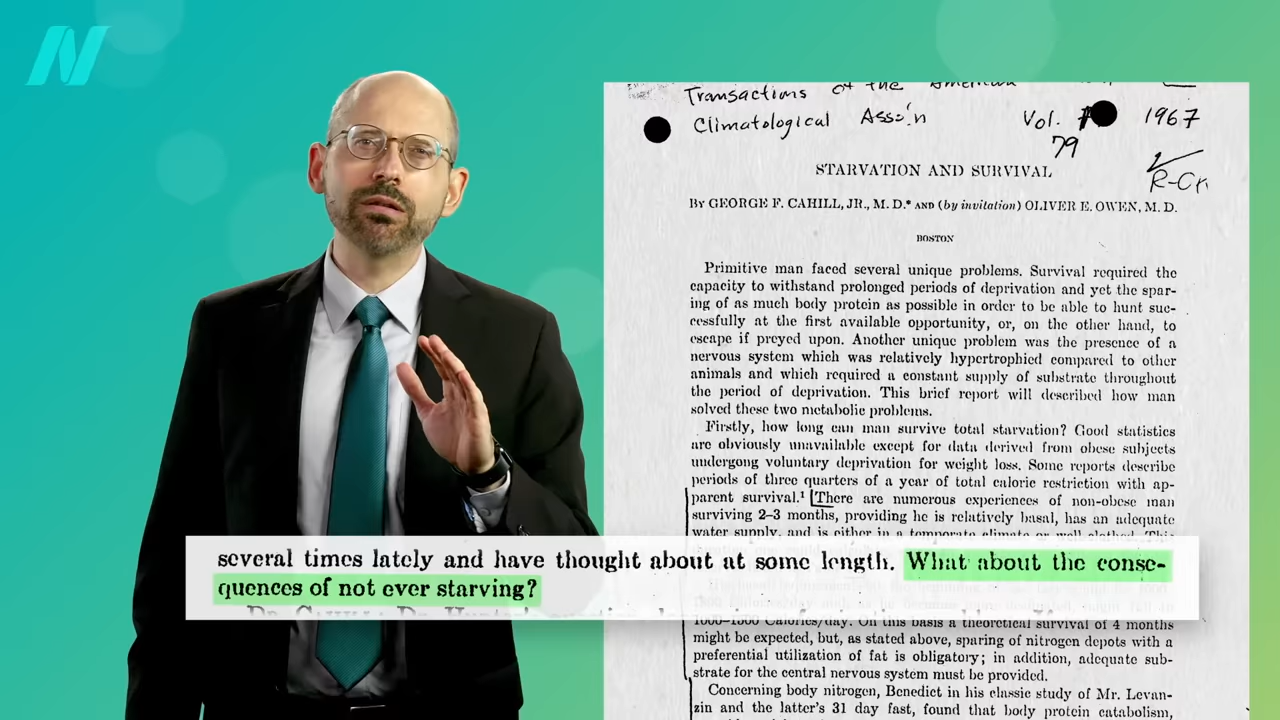 Transactions of the American
Climatological Ass'n Vol. 79 1967
R-Cr
STARVATION AND SURVIVAL
By GEORGE F. CAHILL, JR., M. D.* AND (by invitation) OLIVER E. OWEN, M. D.
BOSTON
Primitive man faced several unique problems. Survival required the
capacity to withstand prolonged periods of deprivation and yet the spar-
ing of as much body protein as possible in order to be able to hunt suc-
cessfully at the first available opportunity, or, on the other hand, to
escape if preyed upon. Another unique problem was the presence of a
nervous system which was relatively hypertrophied compared to other
animals and which required a constant supply of substrate throughout
the period of deprivation. This brief report will described how man
solved these two metabolic problems.
Firstly, how long can man survive total starvation? Good statistics
are obviously unavailable except for data derived from obese subjects
undergong voluntary deprivation for weight loss. Some reports describe
periods of three quarters of a year of total caloric restriction with ap-
parent survival.¹ [There are numerous experiences of non-obese man
surviving 2–3 months, providing he is relatively basal, has an adequate
water supply, and is either in a temperate climate or well clothed.
several times lately and have thought about at some length. What about the conse-
quences of not ever starving?
Calories/day. On this basis a theoretical survival of 4 months
might be expected, but, as stated above, sparing of nitrogen depots with a
preferential utilization of fat is obligatory; in addition, adequate sub-
strate for the central nervous system must be provided.
Concerning body nitrogen, Benedict in his classic study of Mr. Levan-
zin and the latter's 31 day fast, found that body protein catabolism,